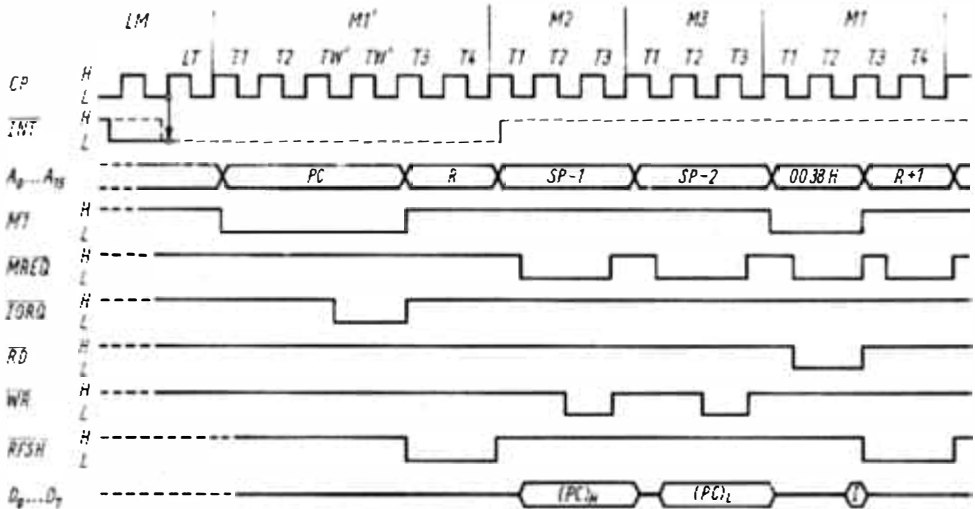 LM M1' M2 M3 M1
LT T1 T2 TW* TW* T3 T4 T1 T2 T3 T1 T2 T3 T1 T2 T3 T4
CP H
L
INT H
L
A0...A15 PC R SP-1 SP-2 0038H R+1
M1 H
L
MREQ H
L
IORQ H
L
RD H
L
WR H
L
RFSH H
L
D0...D7 (PC)H (PC)L I